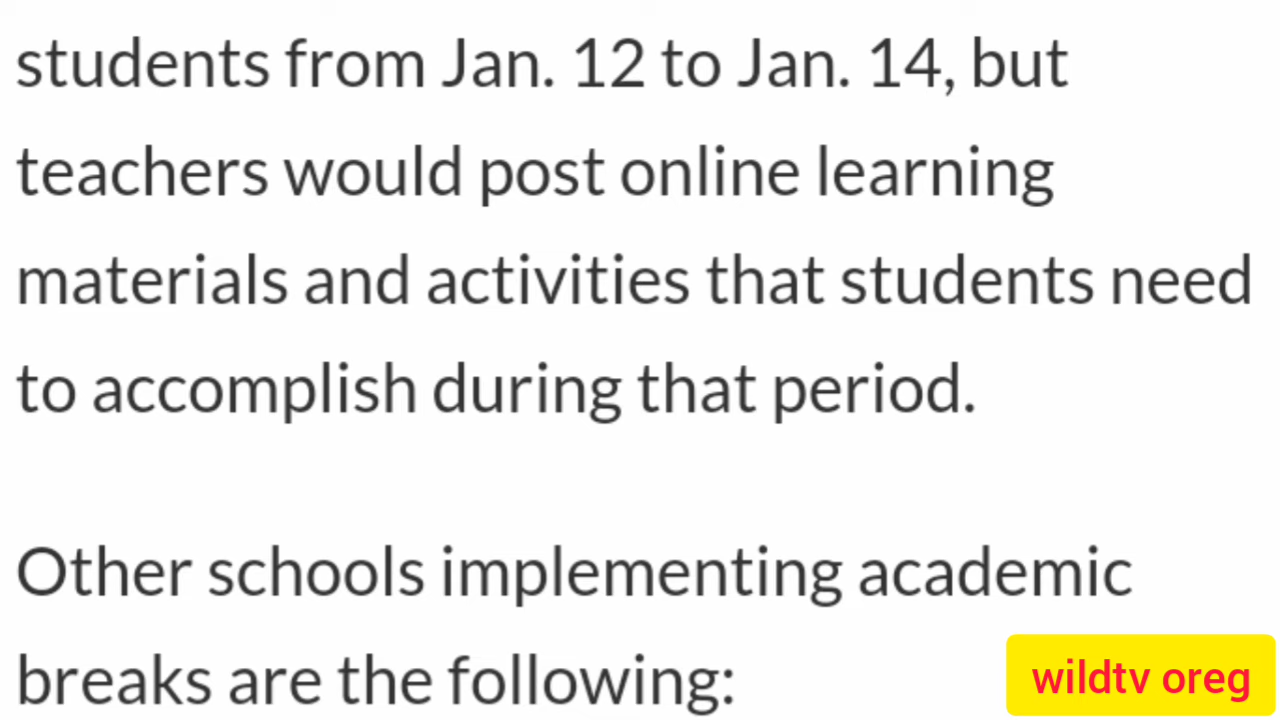 students from Jan. 12 to Jan. 14, but
teachers would post online learning
materials and activities that students need
to accomplish during that period.
Other schools implementing academic
breaks are the following:
wildtv oreg